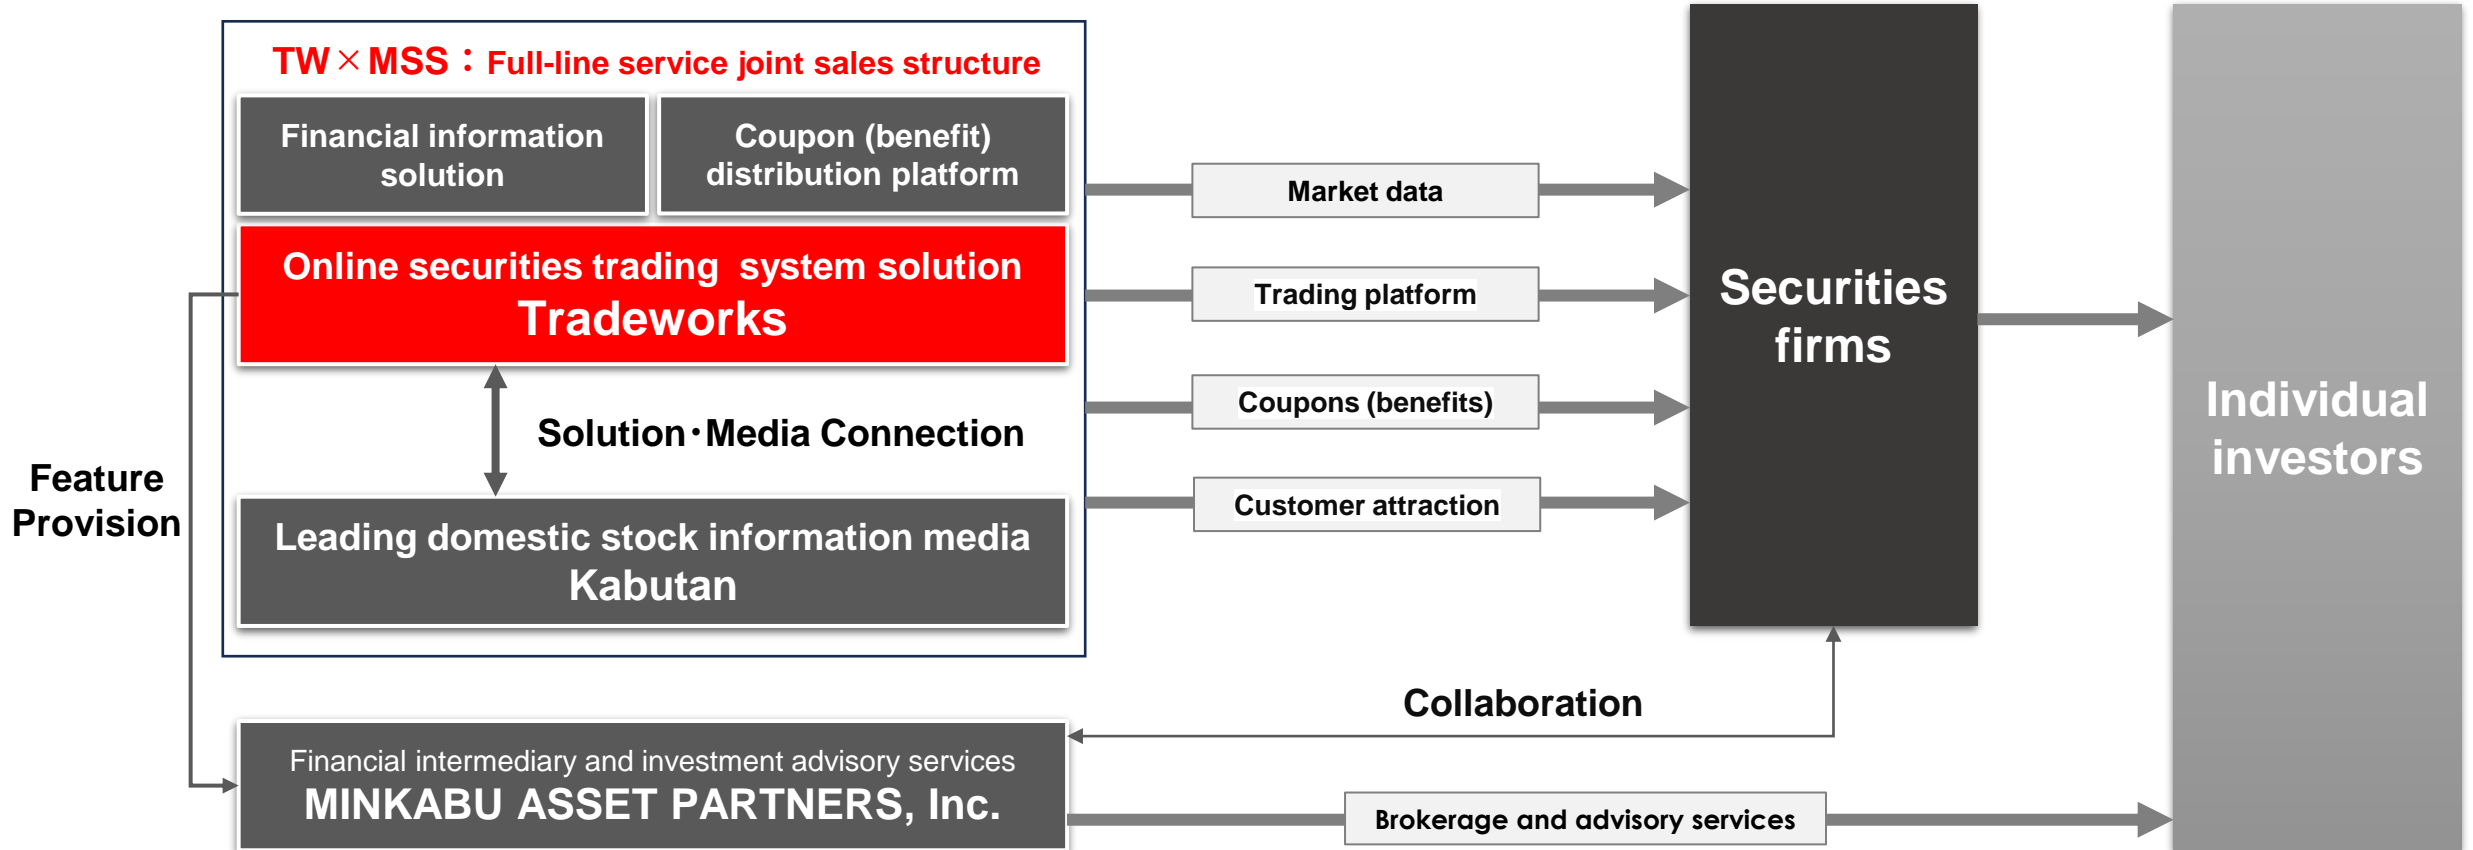 TW×MSS：Full-line service joint sales structure
Financial information
solution
Coupon (benefit)
distribution platform
Online securities trading system solution
Tradeworks
Solution・Media Connection
Leading domestic stock information media
Kabutan
Feature
Provision
Financial intermediary and investment advisory services
MINKABU ASSET PARTNERS, Inc.
Market data
Trading platform
Coupons (benefits)
Customer attraction
Securities
firms
Collaboration
Brokerage and advisory services
Individual
investors